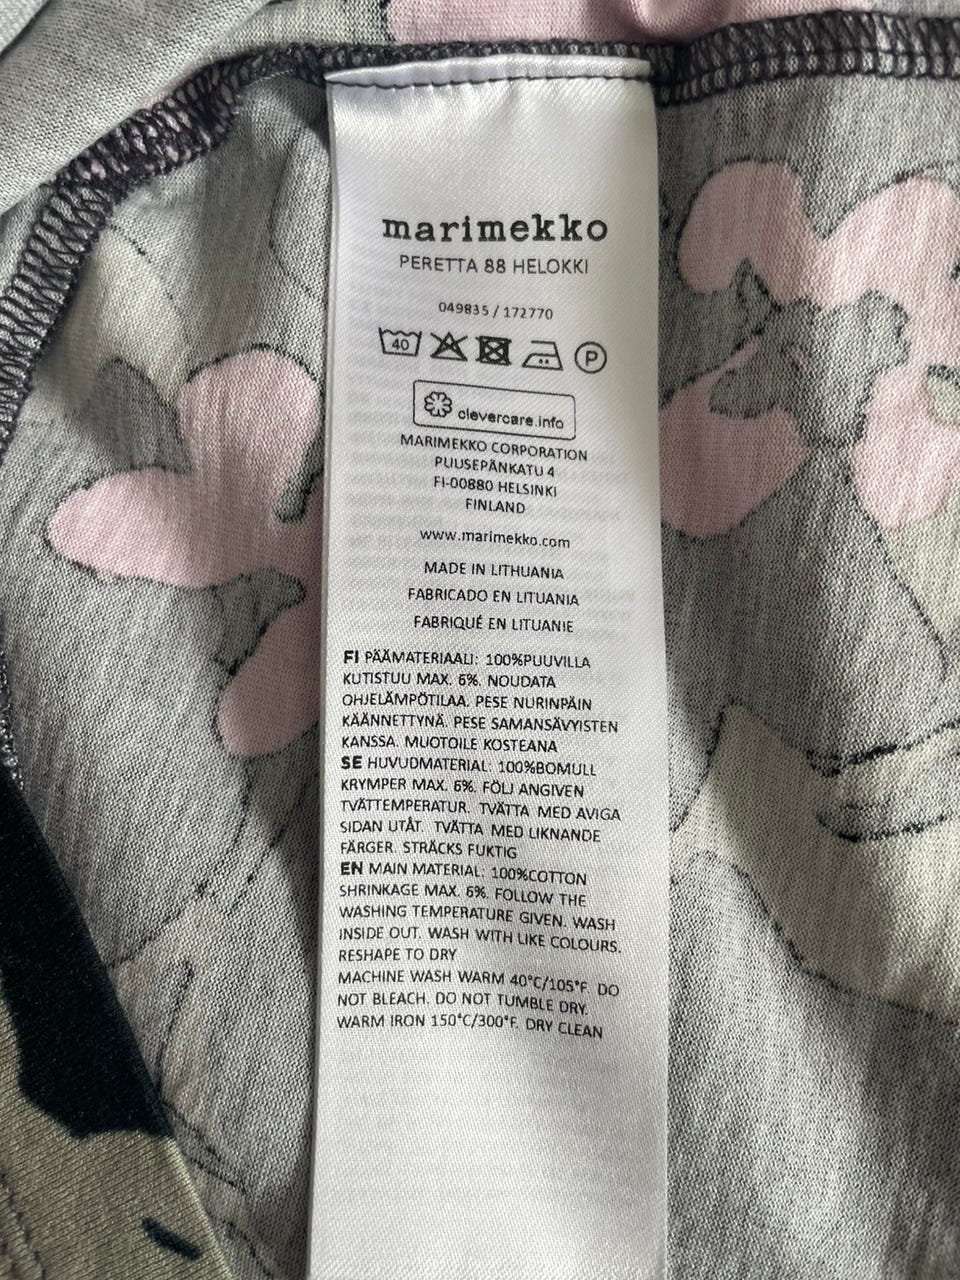 marimekko
PERETTA 88 HELOKKI
049835 / 172770
40 P
clevercare.info
MARIMEKKO CORPORATION
PUUSEPÄNKATU 4
FI-00880 HELSINKI
FINLAND
www.marimekko.com
MADE IN LITHUANIA
FABRICADO EN LITUANIA
FABRIQUÉ EN LITUANIE
FI PÄÄMATERIAALI: 100%PUUVILLA
KUTISTUU MAX. 6%. NOUDATA
OHJELÄMPÖTILAA. PESE NURINPÄIN
KÄÄNNETTYNÄ. PESE SAMANSÄVYISTEN
KANSSA. MUOTOILE KOSTEANA
SE HUVUDMATERIAL: 100%BOMULL
KRYMPER MAX. 6%. FÖLJ ANGIVEN
TVÄTTEMPERATUR. TVÄTTA MED AVIGA
SIDAN UTÅT. TVÄTTA MED LIKNANDE
FÄRGER. STRÄCKS FUKTIG
EN MAIN MATERIAL: 100%COTTON
SHRINKAGE MAX. 6%. FOLLOW THE
WASHING TEMPERATURE GIVEN. WASH
INSIDE OUT. WASH WITH LIKE COLOURS.
RESHAPE TO DRY
MACHINE WASH WARM 40°C/105°F. DO
NOT BLEACH. DO NOT TUMBLE DRY.
WARM IRON 150°C/300°F. DRY CLEAN